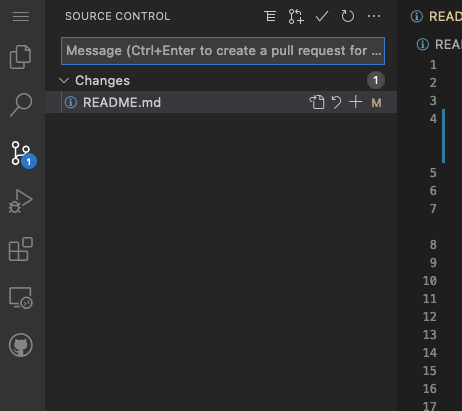 SOURCE CONTROL
Message (Ctrl+Enter to create a pull request for ...
Changes
1
README.md
M
1
READ
REA
1
2
3
4
5
6
7
8
9
10
11
12
13
14
15
16
17